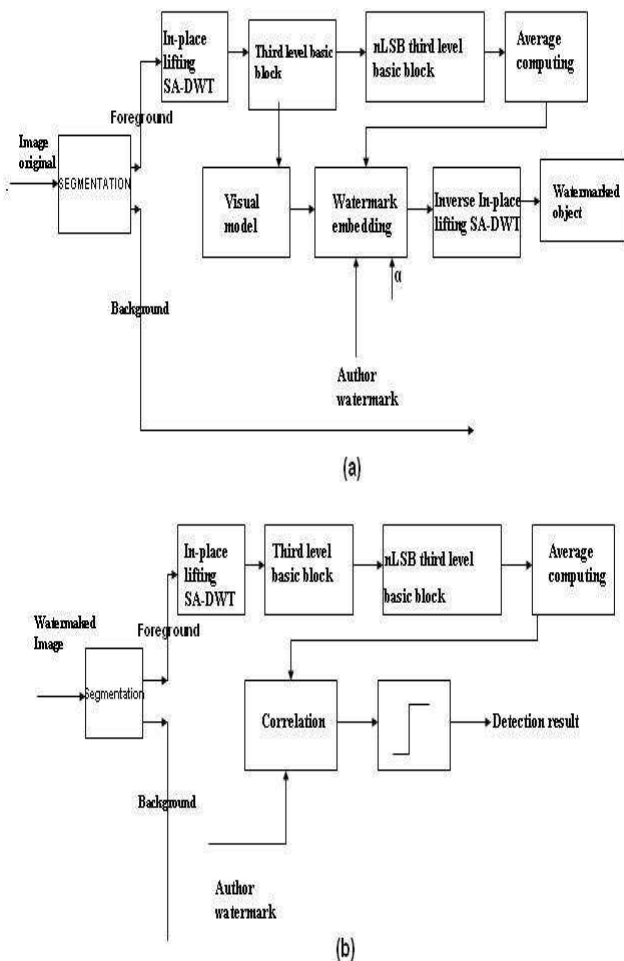 In-place
lifting
SA-DWT
Third level basic
block
nLSB third level
basic block
Average
computing
Foreground
Image
original
SEGMENTATION
Visual
model
Watermark
embedding
Inverse In-place
lifting SA-DWT
Watermarked
object
α
Background
Author
watermark
(a)
In-place
lifting
SA-DWT
Third level
basic block
nLSB third level
basic block
Average
computing
Foreground
Watermaked
Image
Segmentation
Correlation
Detection result
Background
Author
watermark
(b)